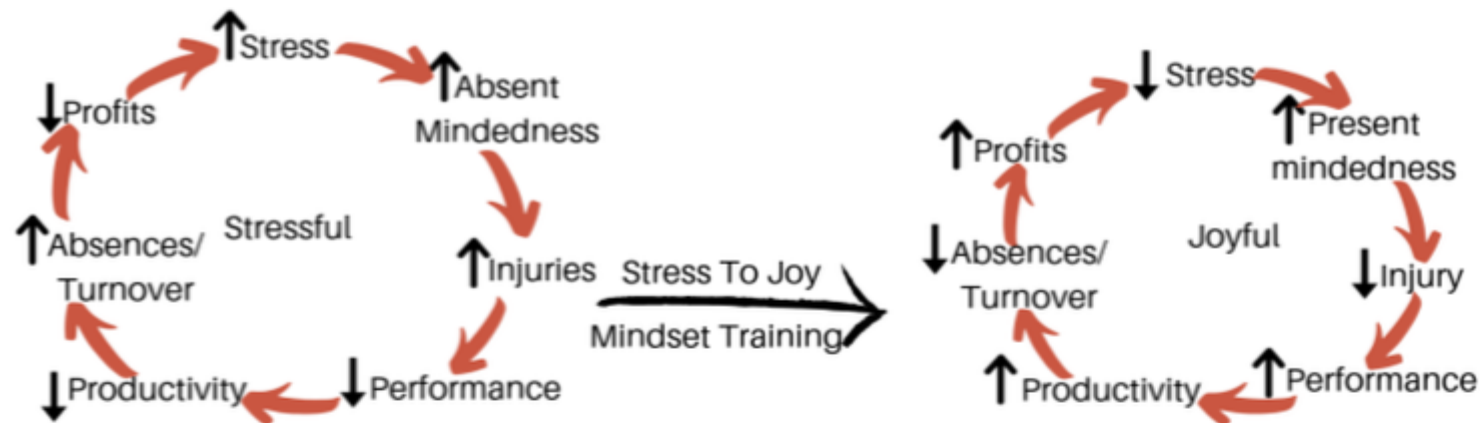 Stress
Absent
Mindedness
Injuries
Performance
Productivity
Absences/
Turnover
Profits
Stressful
Stress To Joy
Mindset Training
Stress
Present
mindedness
Injury
Performance
Productivity
Absences/
Turnover
Profits
Joyful